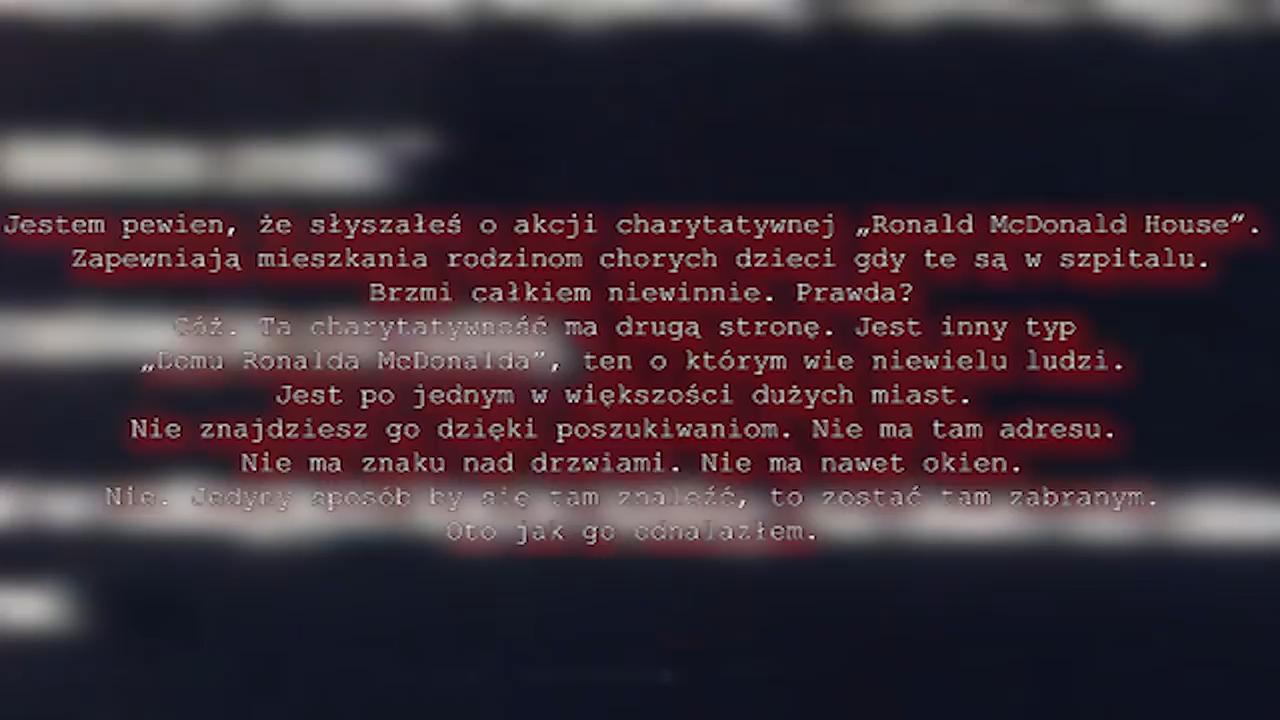 Jestem pewien, że słyszałeś o akcji charytatywnej „Ronald McDonald House”.
Zapewniają mieszkania rodzinom chorych dzieci gdy te są w szpitalu.
Brzmi całkiem niewinnie. Prawda?
Cóż. Ta charytatywność ma drugą stronę. Jest inny typ
„Domu Ronalda McDonalda”, ten o którym wie niewielu ludzi.
Jest po jednym w większości dużych miast.
Nie znajdziesz go dzięki poszukiwaniom. Nie ma tam adresu.
Nie ma znaku nad drzwiami. Nie ma nawet okien.
Nie. Jedyny sposób by się tam znaleźć, to zostać tam zabranym.
Oto jak go odnalazłem.